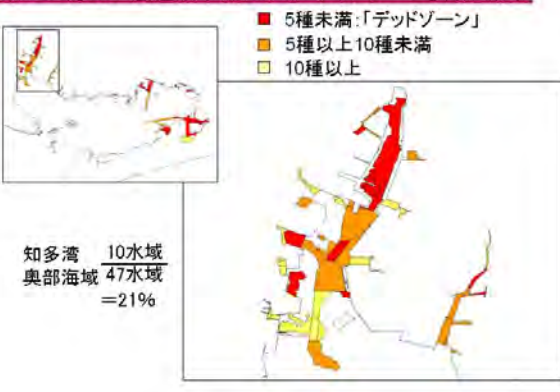 5種未満:「デッドゾーン」
5種以上10種未満
10種以上
知多湾 10水域
奥部海域 47水域
=21%